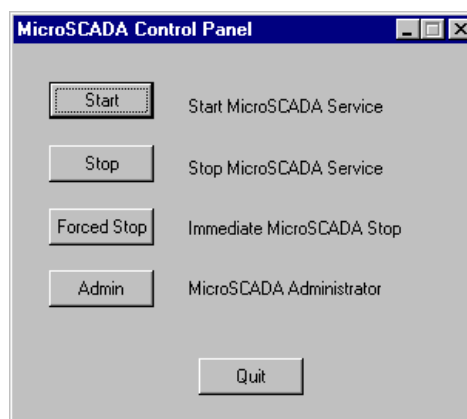 MicroSCADA Control Panel
Start Start MicroSCADA Service
Stop Stop MicroSCADA Service
Forced Stop Immediate MicroSCADA Stop
Admin MicroSCADA Administrator
Quit